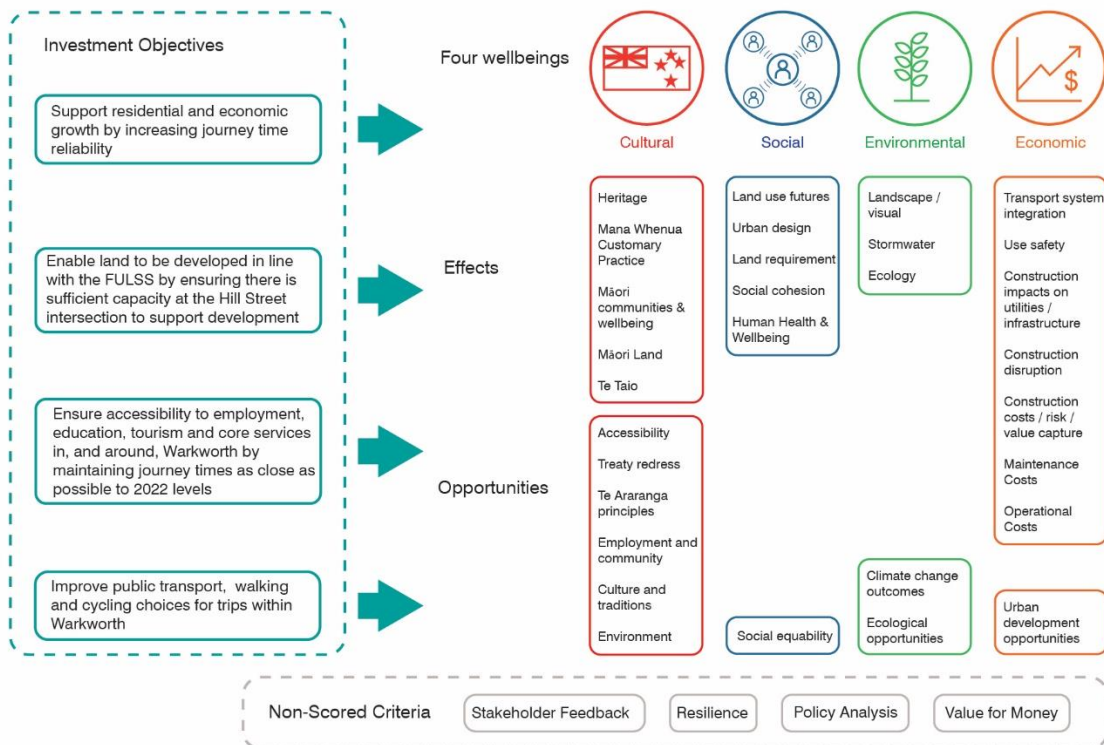 Investment Objectives
Support residential and economic
growth by increasing journey time
reliability
Enable land to be developed in line
with the FULSS by ensuring there is
sufficient capacity at the Hill Street
intersection to support development
Ensure accessibility to employment,
education, tourism and core services
in, and around, Warkworth by
maintaining journey times as close as
possible to 2022 levels
Improve public transport, walking
and cycling choices for trips within
Warkworth
Four wellbeings
$
Cultural
Social
Environmental
Economic
Effects
Heritage
Mana Whenua
Customary
Practice
Māori
communities &
wellbeing
Māori Land
Te Taio
Land use futures
Urban design
Land requirement
Social cohesion
Human Health &
Wellbeing
Landscape /
visual
Stormwater
Ecology
Transport system
integration
Use safety
Construction
impacts on
utilities /
infrastructure
Construction
disruption
Construction
costs / risk /
value capture
Maintenance
Costs
Operational
Costs
Opportunities
Accessibility
Treaty redress
Te Araranga
principles
Employment and
community
Culture and
traditions
Environment
Social equability
Climate change
outcomes
Ecological
opportunities
Urban
development
opportunities
Non-Scored Criteria
Stakeholder Feedback
Resilience
Policy Analysis
Value for Money